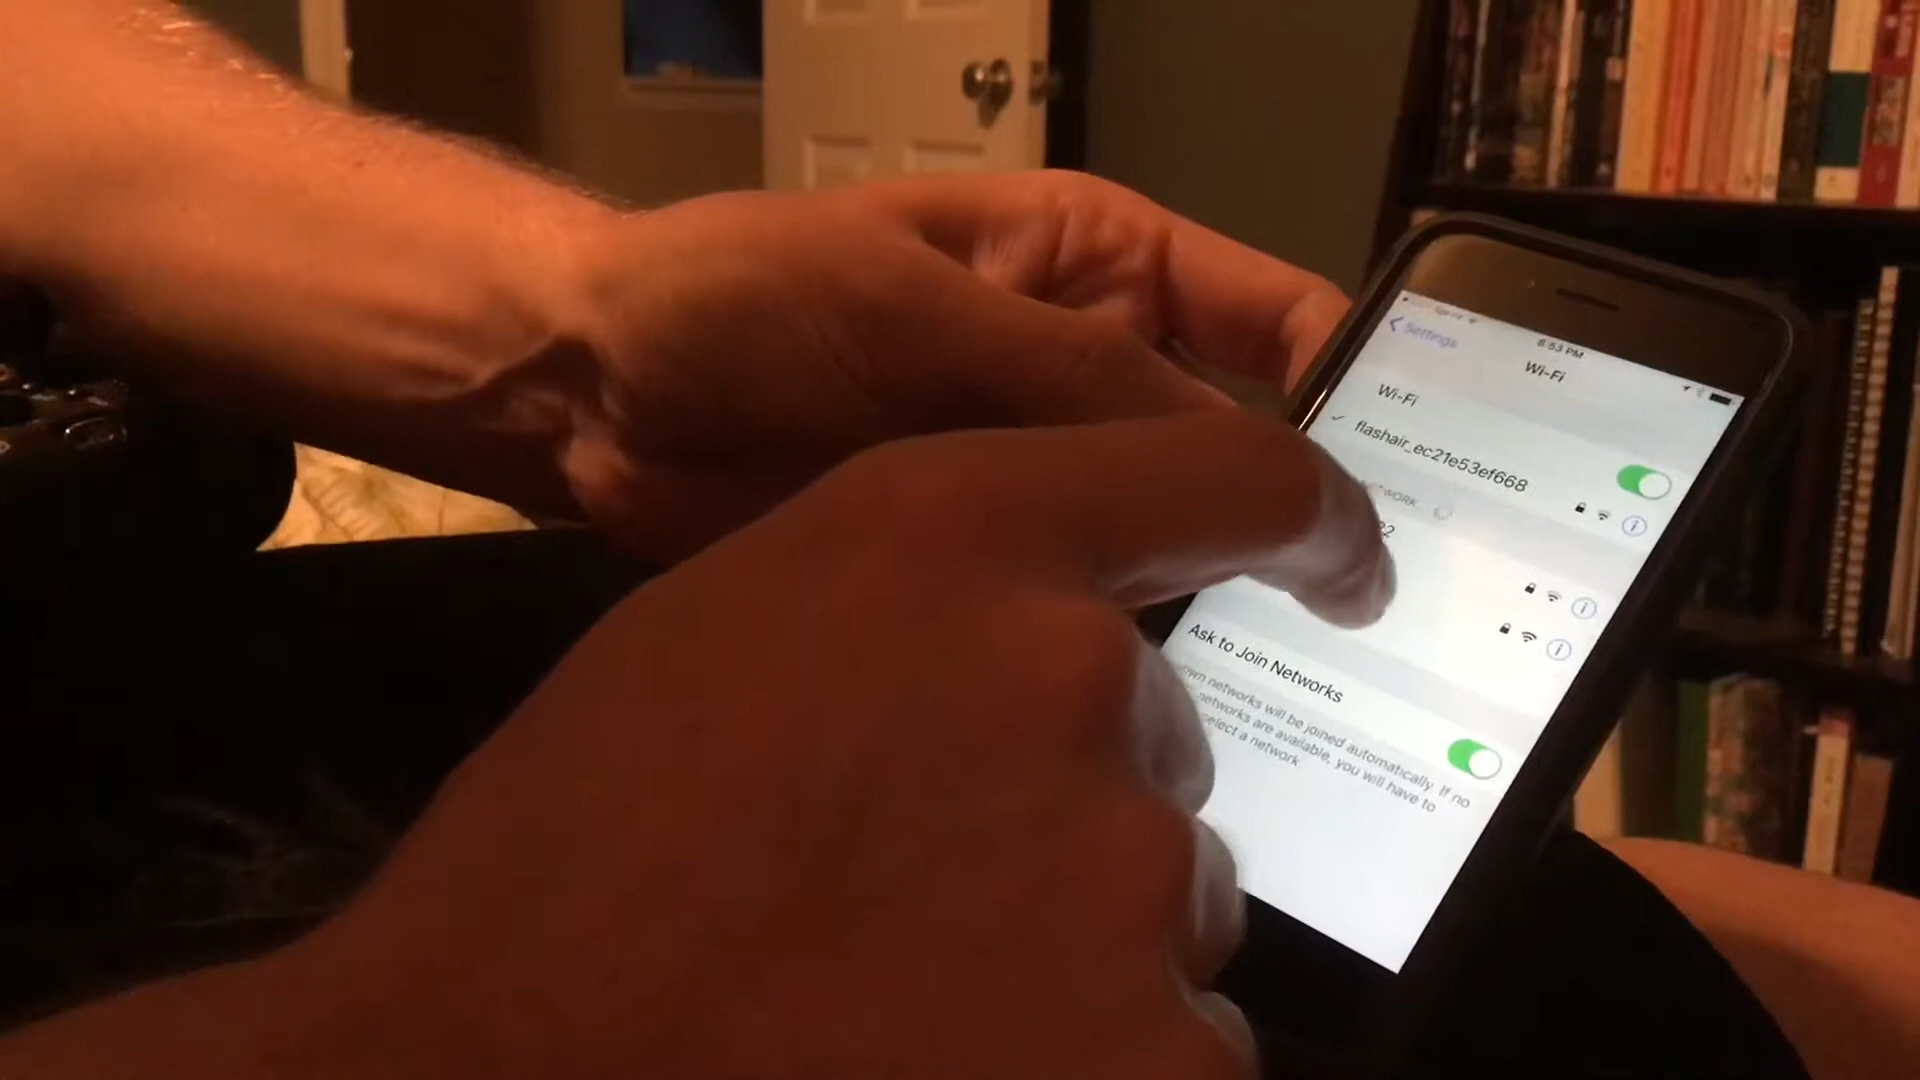 Settings
6:53 PM
Wi-Fi
Wi-Fi
flashair_ec21e53ef668
Ask to Join Networks
networks will be joined automatically. If no
networks are available, you will have to
select a network.